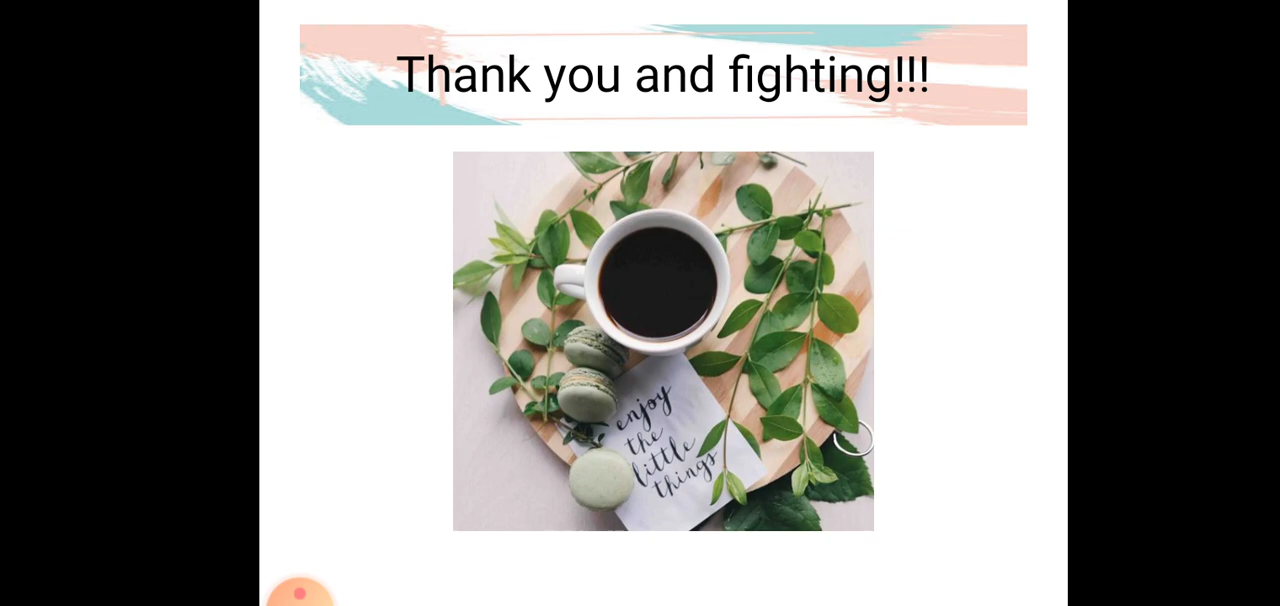 Thank you and fighting!!!
enjoy
the
little
things